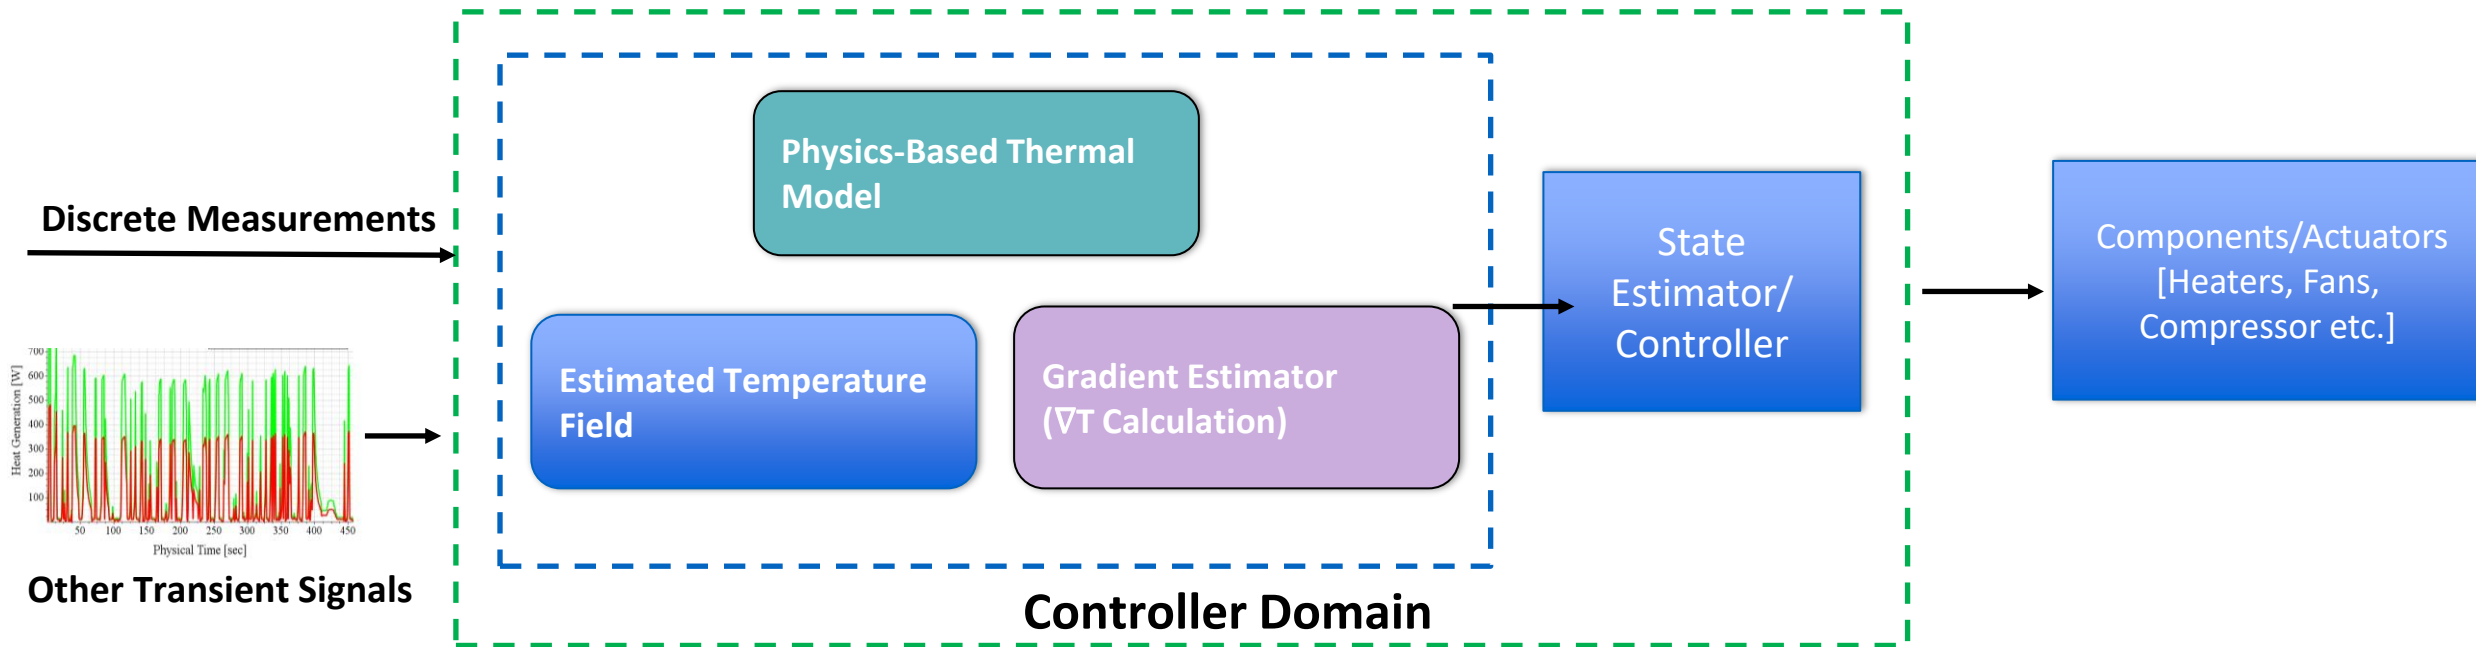 Discrete Measurements
Heat Generation [W]
700
600
500
400
300
200
100
50 100 150 200 250 300 350 400 450
Physical Time [sec]
Other Transient Signals
Physics-Based Thermal
Model
Estimated Temperature
Field
Gradient Estimator
(∇T Calculation)
State
Estimator/
Controller
Controller Domain
Components/Actuators
[Heaters, Fans,
Compressor etc.]